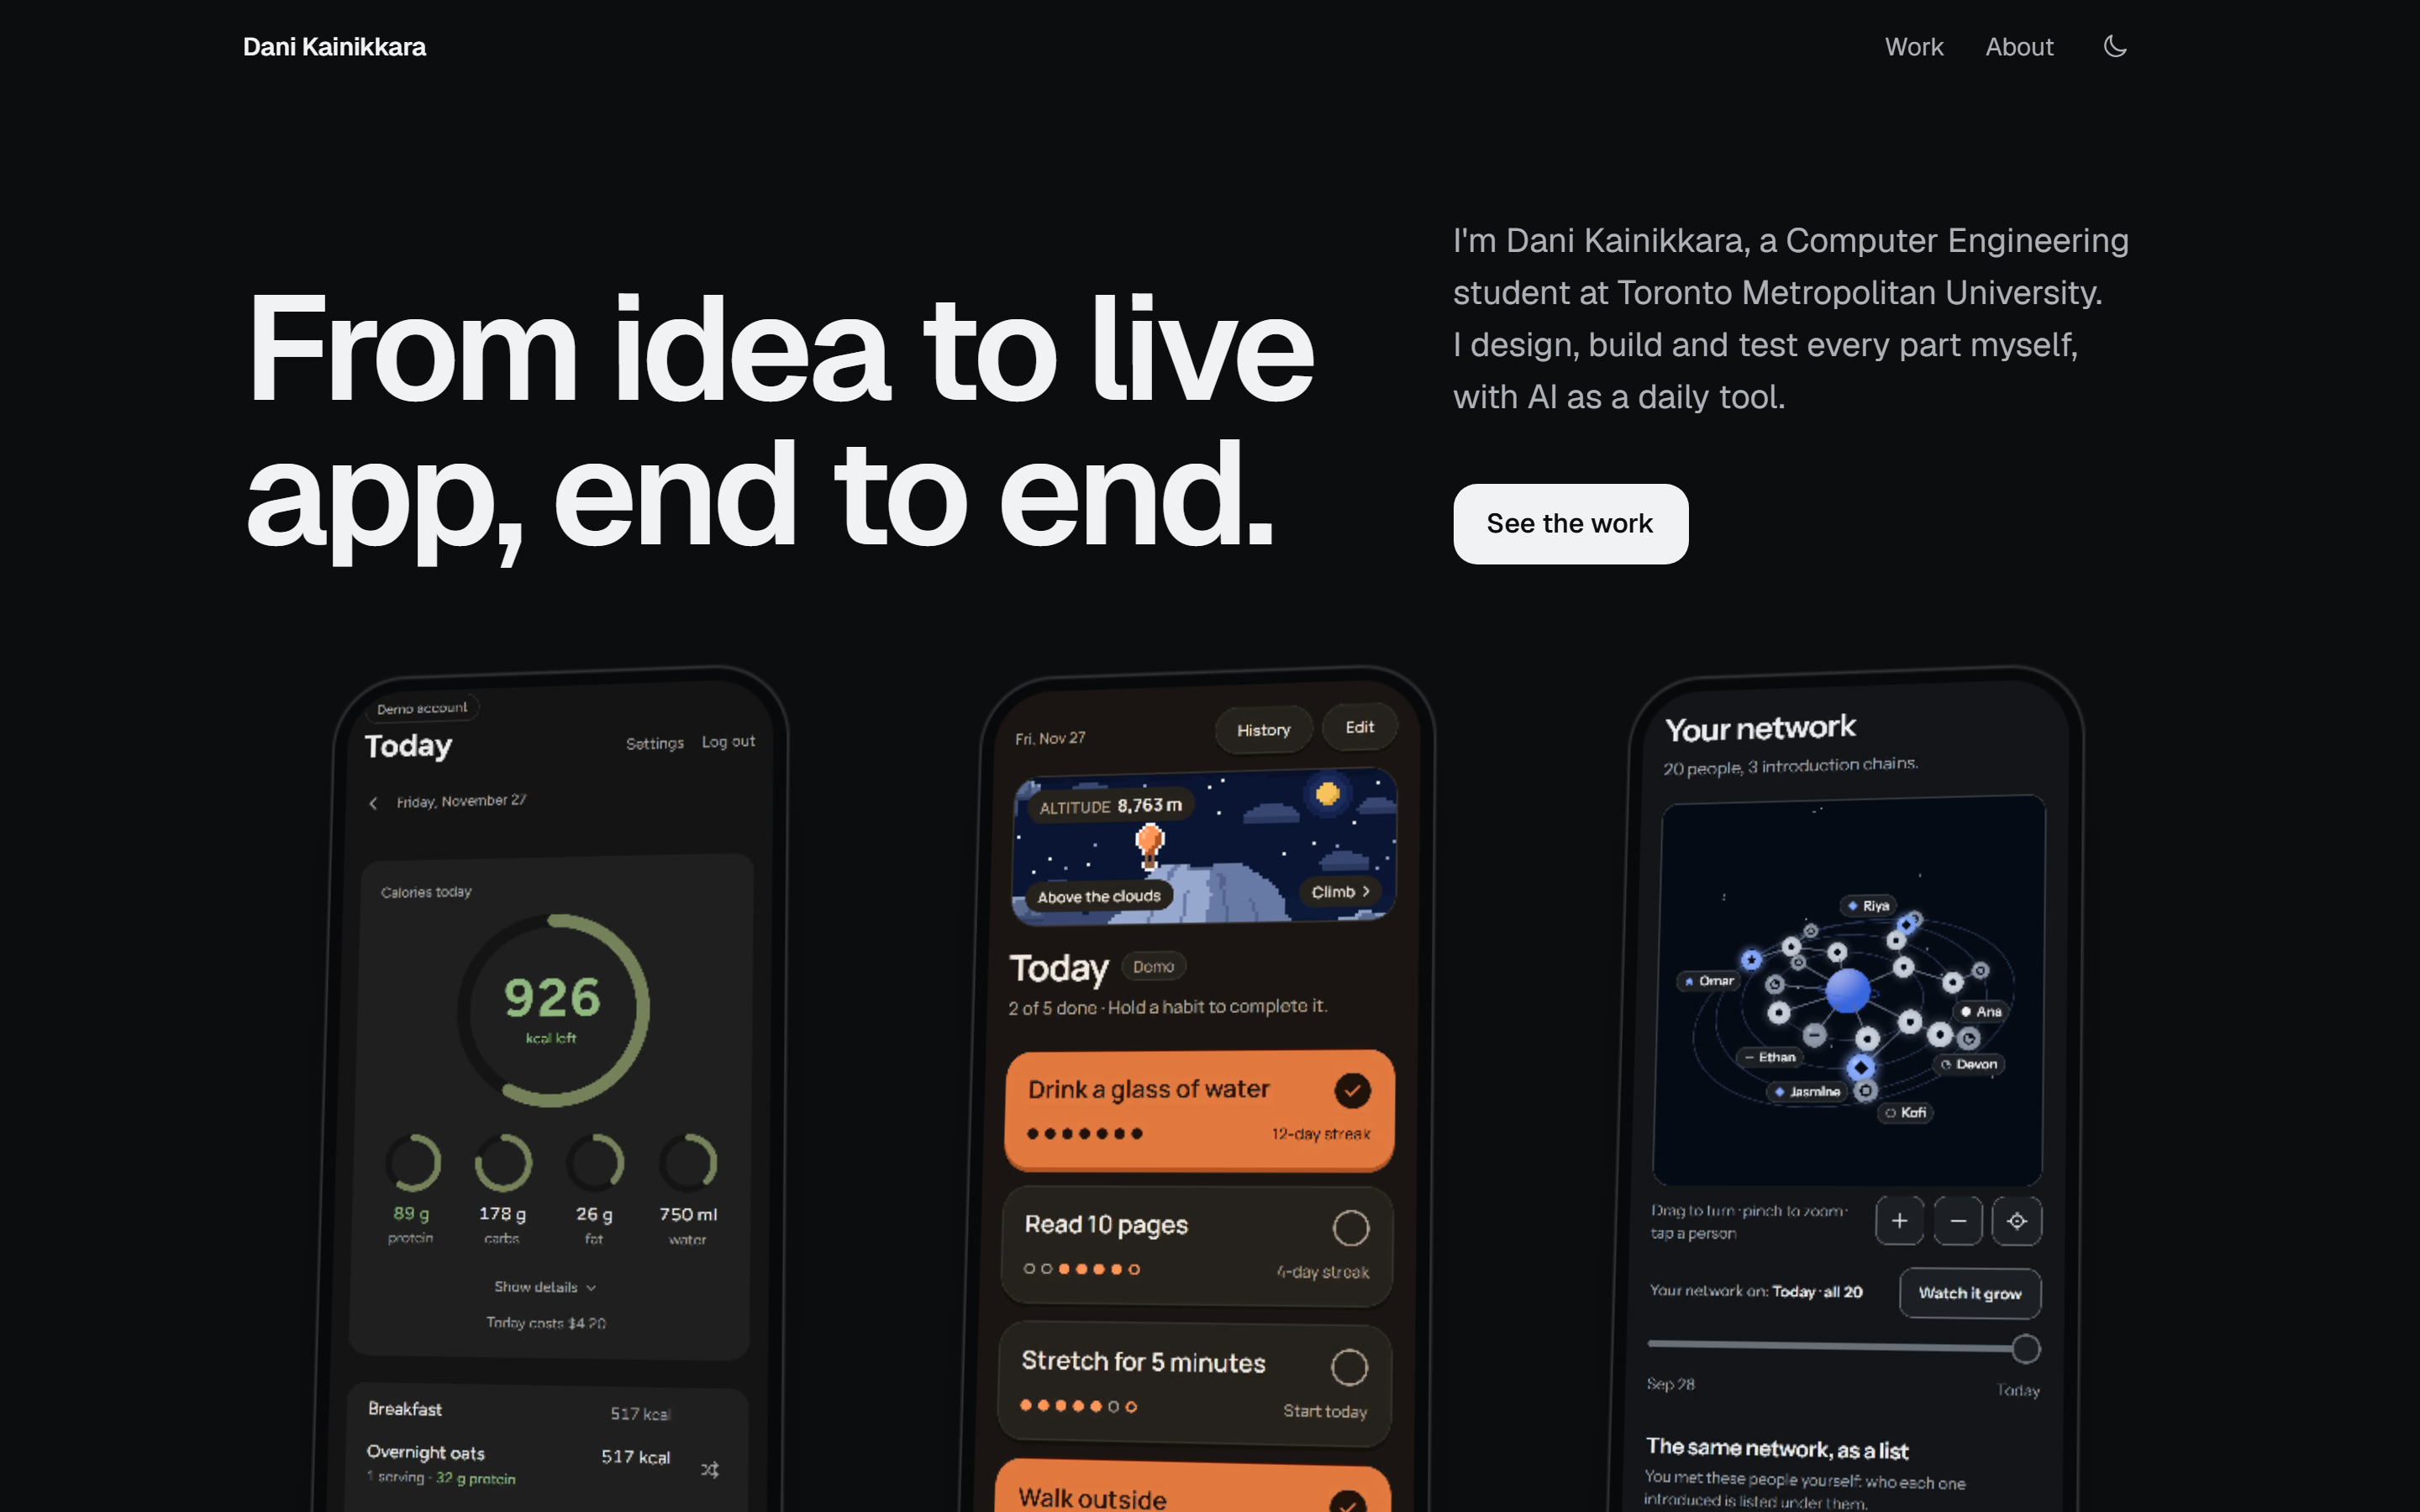 Dani Kainikkara
Work
About
From idea to live
app, end to end.
I'm Dani Kainikkara, a Computer Engineering
student at Toronto Metropolitan University.
I design, build and test every part myself,
with AI as a daily tool.
See the work
Demo account
Today
Settings
Log out
Friday, November 27
Calories today
926
kcal left
89 g
protein
178 g
carbs
26 g
fat
750 ml
water
Show details
Today costs $4.20
Breakfast
517 kcal
Overnight oats
517 kcal
1 serving · 32 g protein
Fri, Nov 27
History
Edit
ALTITUDE 8,763 m
Above the clouds
Climb
Today
Demo
2 of 5 done · Hold a habit to complete it.
Drink a glass of water
12-day streak
Read 10 pages
4-day streak
Stretch for 5 minutes
Start today
Walk outside
Your network
20 people, 3 introduction chains.
Riya
Omar
Ana
Ethan
Devon
Jasmine
Kofi
Drag to turn · pinch to zoom ·
tap a person
Your network on: Today · all 20
Watch it grow
Sep 28
Today
The same network, as a list
You met these people yourself: who each one
introduced is listed under them.